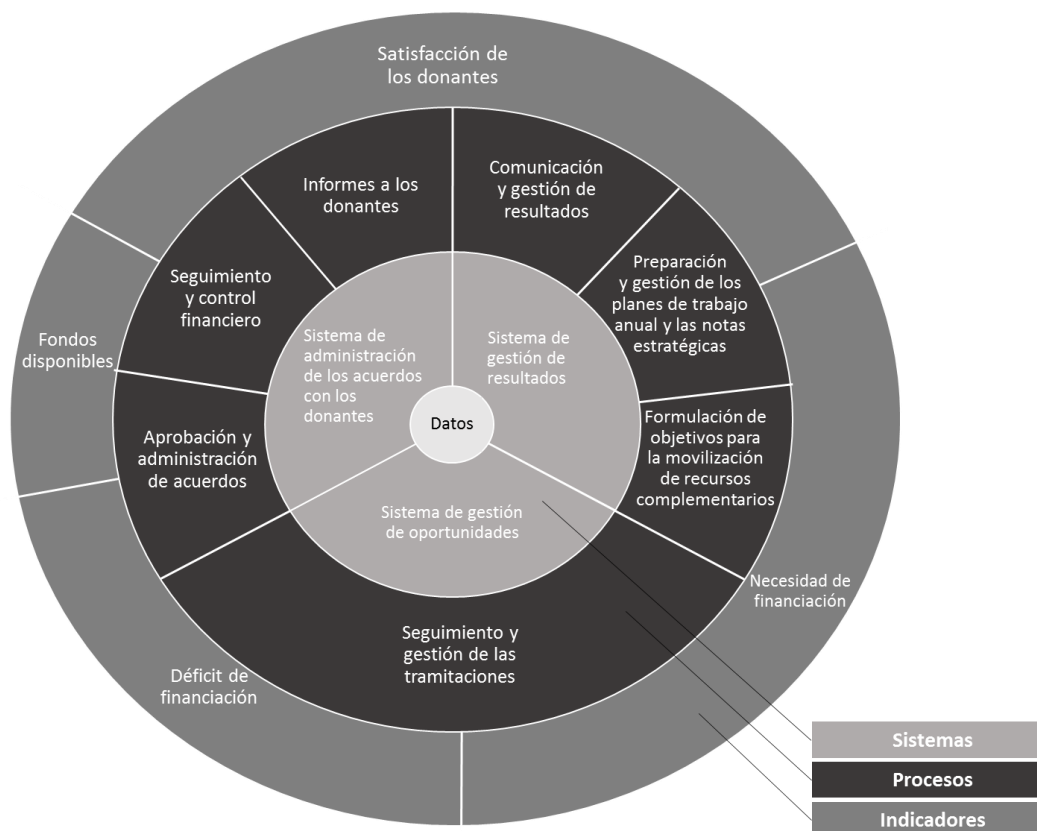 Satisfacción de
los donantes
Informes a los
donantes
Comunicación
y gestión de
resultados
Seguimiento
y control
financiero
Preparación
y gestión de los
planes de trabajo
anual y las notas
estratégicas
Fondos
disponibles
Sistema de
administración
de los acuerdos
con los
donantes
Sistema de
gestión de
resultados
Datos
Aprobación y
administración
de acuerdos
Formulación de
objetivos para
la movilización
de recursos
complementarios
Sistema de gestión
de oportunidades
Necesidad de
financiación
Seguimiento y
gestión de las
tramitaciones
Déficit de
financiación
Sistemas
Procesos
Indicadores